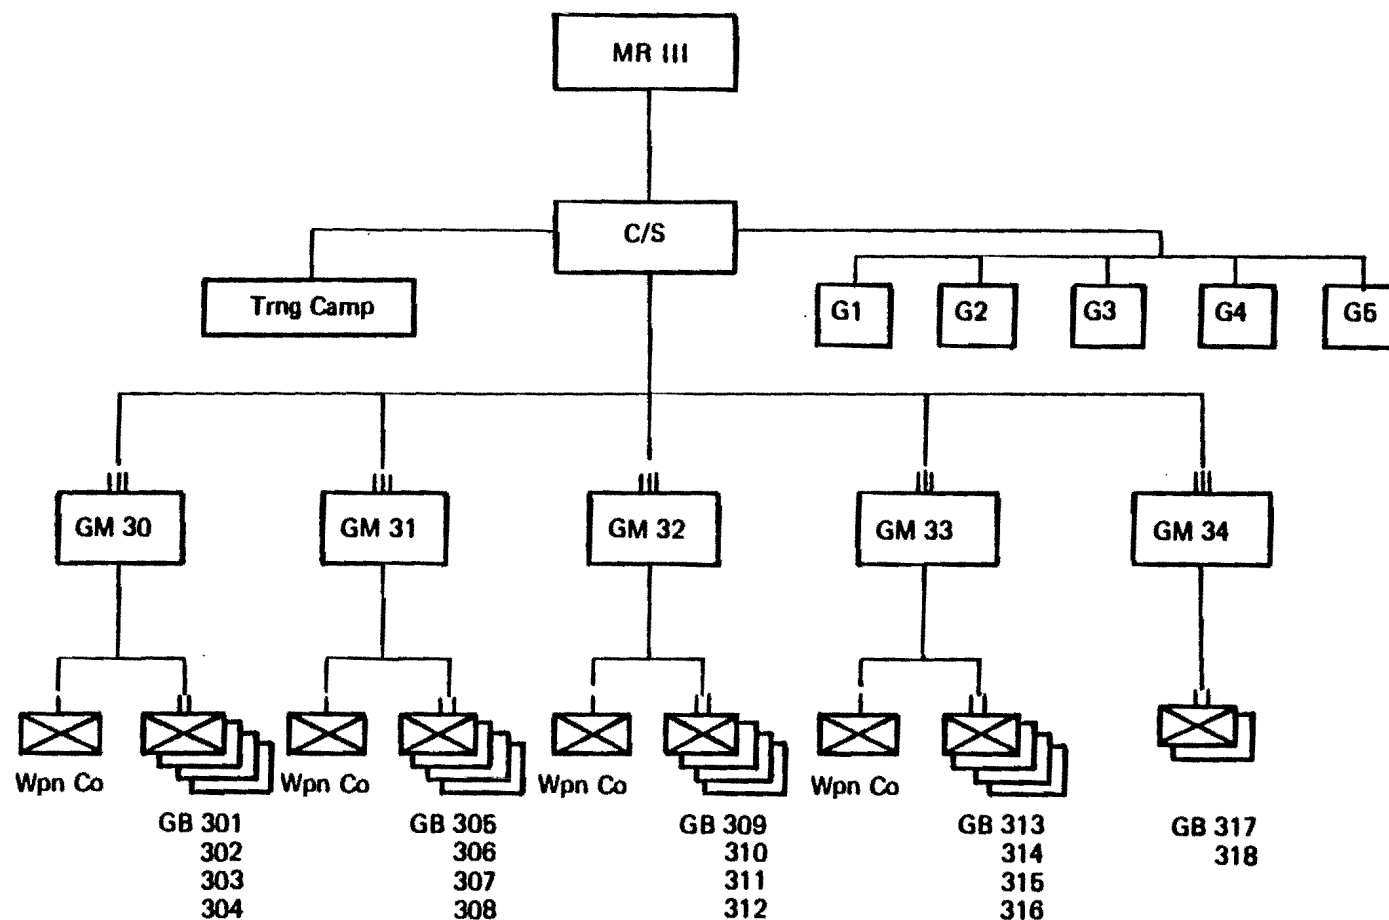 MR III
C/S
Trng Camp
G1 G2 G3 G4 G5
GM 30 GM 31 GM 32 GM 33 GM 34
Wpn Co Wpn Co Wpn Co Wpn Co
GB 301 GB 305 GB 309 GB 313 GB 317
302 306 310 314 318
303 307 311 315
304 308 312 316